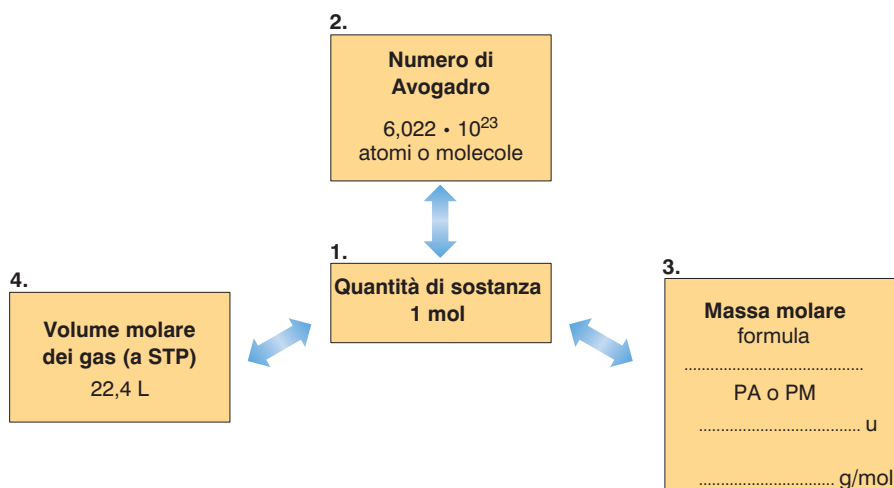 2.
Numero di
Avogadro
6,022 • 10²³
atomi o molecole
1.
Quantità di sostanza
1 mol
4.
Volume molare
dei gas (a STP)
22,4 L
3.
Massa molare
formula
..........................................
PA o PM
..................................... u
............................... g/mol